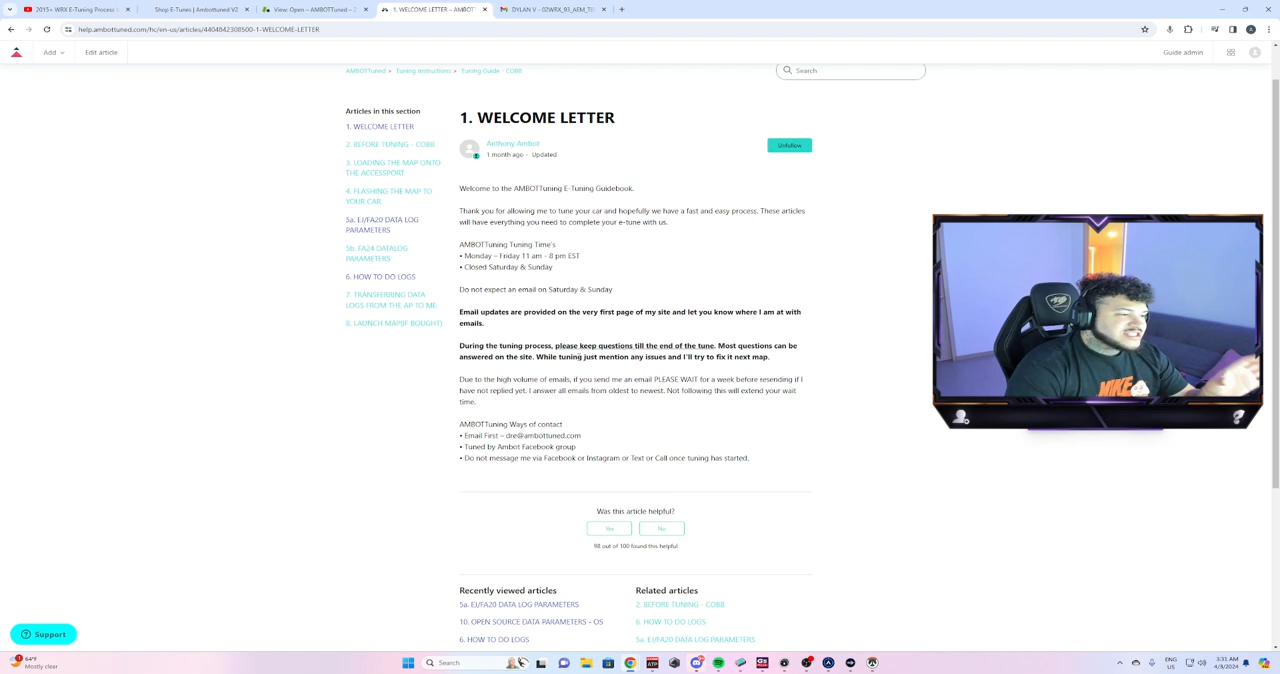 2015+ WRX E-Tuning Process
Shop E-Tunes | Ambottuned V2
View: Open – AMBOTTuned – Z
1. WELCOME LETTER – AMBOT
DYLAN V - 02WRX_93_AEM_TB
help.ambottuned.com/hc/en-us/articles/4404842308500-1-WELCOME-LETTER
Add
Edit article
Guide admin
AMBOTTuned > Tuning Instructions > Tuning Guide - COBB
Search
Articles in this section
1. WELCOME LETTER
2. BEFORE TUNING - COBB
3. LOADING THE MAP ONTO
THE ACCESSPORT
4. FLASHING THE MAP TO
YOUR CAR
5a. EJ/FA20 DATA LOG
PARAMETERS
5b. FA24 DATALOG
PARAMETERS
6. HOW TO DO LOGS
7. TRANSFERRING DATA
LOGS FROM THE AP TO ME
8. LAUNCH MAP(IF BOUGHT)
1. WELCOME LETTER
Anthony Ambot
1 month ago · Updated
Unfollow
Welcome to the AMBOTTuning E-Tuning Guidebook.
Thank you for allowing me to tune your car and hopefully we have a fast and easy process. These articles
will have everything you need to complete your e-tune with us.
AMBOTTuning Tuning Time's
• Monday – Friday 11 am - 8 pm EST
• Closed Saturday & Sunday
Do not expect an email on Saturday & Sunday
Email updates are provided on the very first page of my site and let you know where I am at with
emails.
During the tuning process, please keep questions till the end of the tune. Most questions can be
answered on the site. While tuning just mention any issues and I'll try to fix it next map.
Due to the high volume of emails, if you send me an email PLEASE WAIT for a week before resending if I
have not replied yet. I answer all emails from oldest to newest. Not following this will extend your wait
time.
AMBOTTuning Ways of contact
• Email First – dre@ambottuned.com
• Tuned by Ambot Facebook group
• Do not message me via Facebook or Instagram or Text or Call once tuning has started.
Was this article helpful?
Yes
No
98 out of 100 found this helpful
Recently viewed articles
5a. EJ/FA20 DATA LOG PARAMETERS
10. OPEN SOURCE DATA PARAMETERS - OS
6. HOW TO DO LOGS
Related articles
2. BEFORE TUNING - COBB
6. HOW TO DO LOGS
5a. EJ/FA20 DATA LOG PARAMETERS
Support
64°F
Mostly clear
Search
ENG
US
3:31 AM
4/3/2024